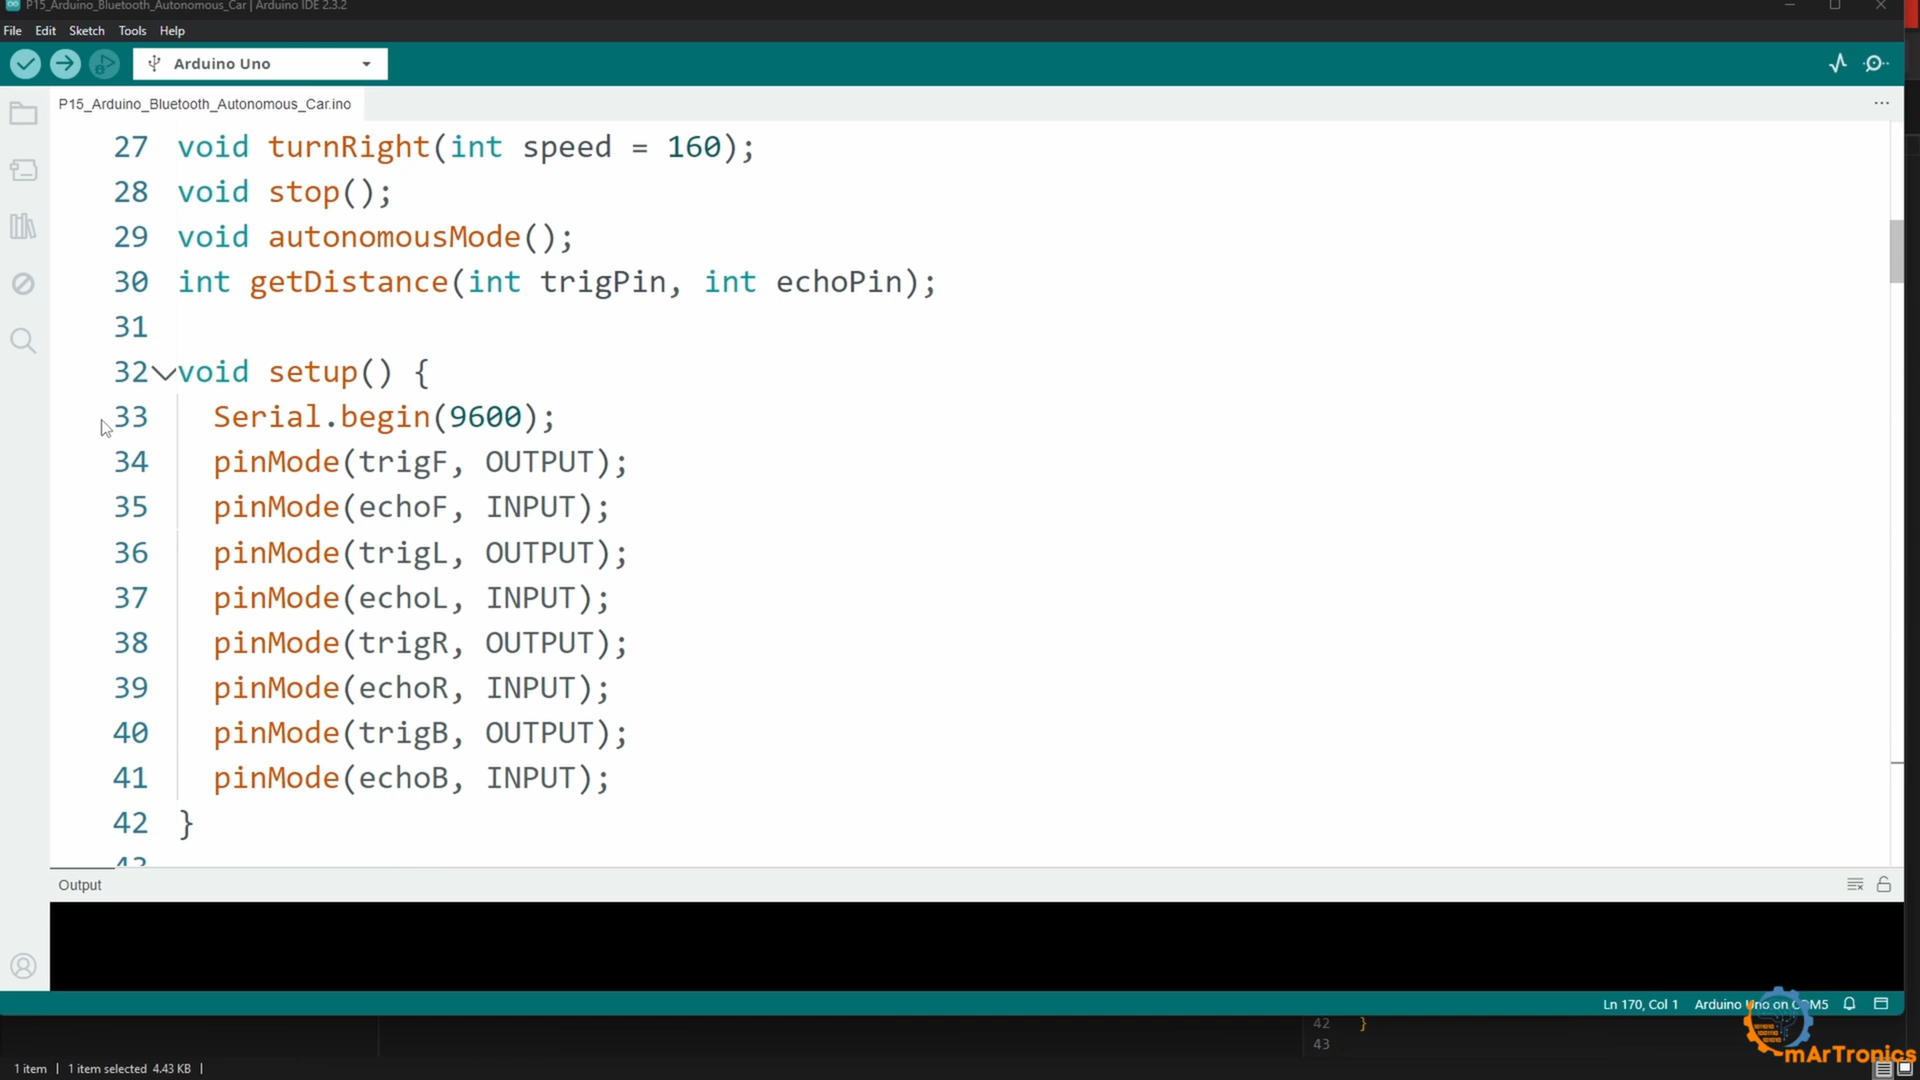 P15_Arduino_Bluetooth_Autonomous_Car | Arduino IDE 2.3.2
File Edit Sketch Tools Help
Arduino Uno
P15_Arduino_Bluetooth_Autonomous_Car.ino
27 void turnRight(int speed = 160);
28 void stop();
29 void autonomousMode();
30 int getDistance(int trigPin, int echoPin);
31
32 void setup() {
33 Serial.begin(9600);
34 pinMode(trigF, OUTPUT);
35 pinMode(echoF, INPUT);
36 pinMode(trigL, OUTPUT);
37 pinMode(echoL, INPUT);
38 pinMode(trigR, OUTPUT);
39 pinMode(echoR, INPUT);
40 pinMode(trigB, OUTPUT);
41 pinMode(echoB, INPUT);
42 }
43
Output
Ln 170, Col 1 Arduino Uno on COM5
42 }
43
mArTronics
1 item | 1 item selected 4.43 KB |